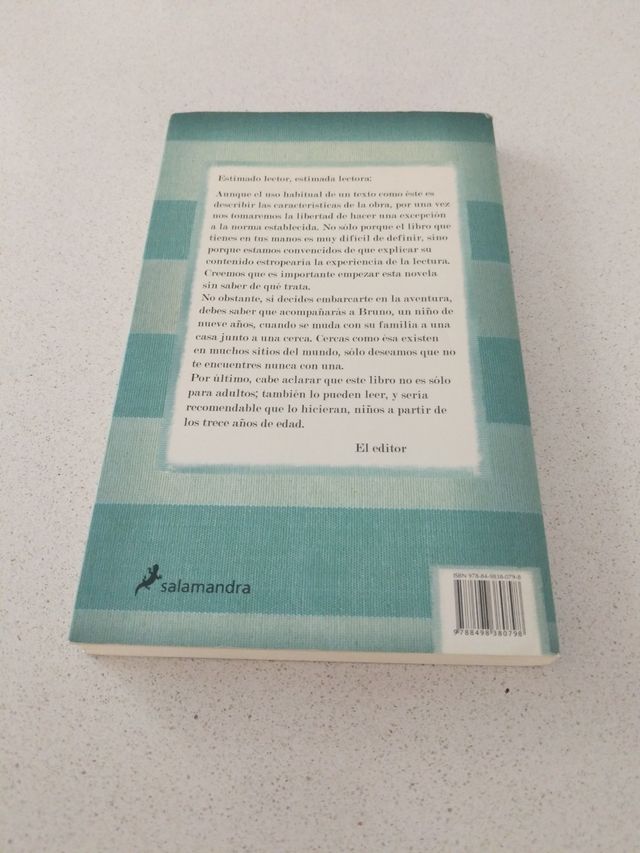 Estimado lector, estimada lectora:
Aunque el uso habitual de un texto como éste es
describir las características de la obra, por una vez
nos tomaremos la libertad de hacer una excepción
a la norma establecida. No sólo porque el libro que
tienes en tus manos es muy difícil de definir, sino
porque estamos convencidos de que explicar su
contenido estropearía la experiencia de la lectura.
Creemos que es importante empezar esta novela
sin saber de qué trata.
No obstante, si decides embarcarte en la aventura,
debes saber que acompañarás a Bruno, un niño de
nueve años, cuando se muda con su familia a una
casa junto a una cerca. Cercas como ésa existen
en muchos sitios del mundo, sólo deseamos que no
te encuentres nunca con una.
Por último, cabe aclarar que este libro no es sólo
para adultos; también lo pueden leer, y sería
recomendable que lo hicieran, niños a partir de
los trece años de edad.
El editor
salamandra
ISBN 978-84-9838-079-8
9788498380798